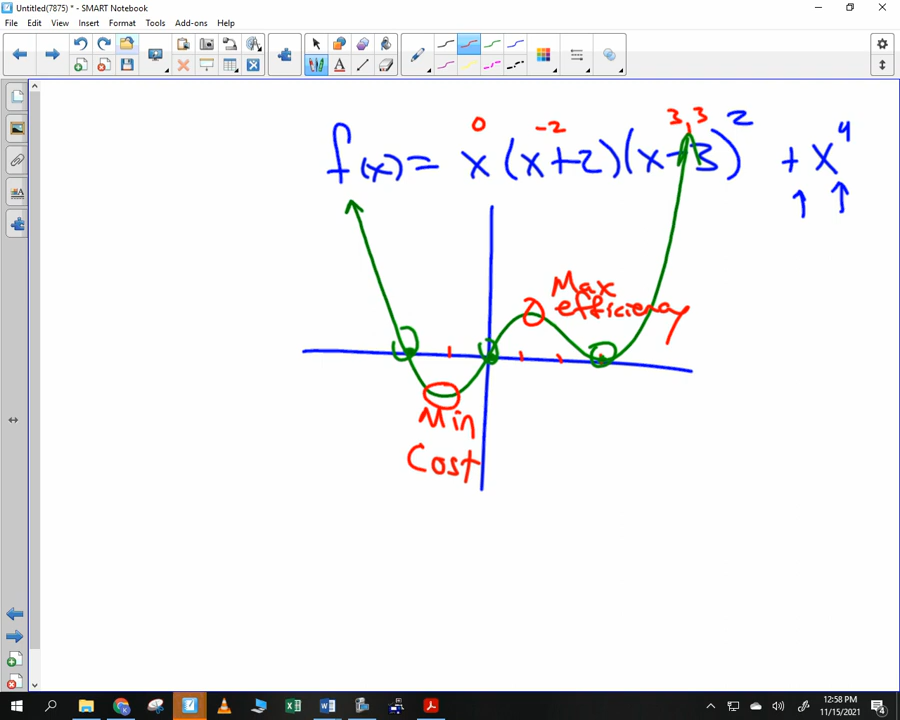 Untitled(7875) * - SMART Notebook
File Edit View Insert Format Tools Add-ons Help
0 -2 3,3
f(x) = x(x+2)(x-3)² +x⁴
Max
efficiency
Min
Cost
12:58 PM
11/15/2021
4